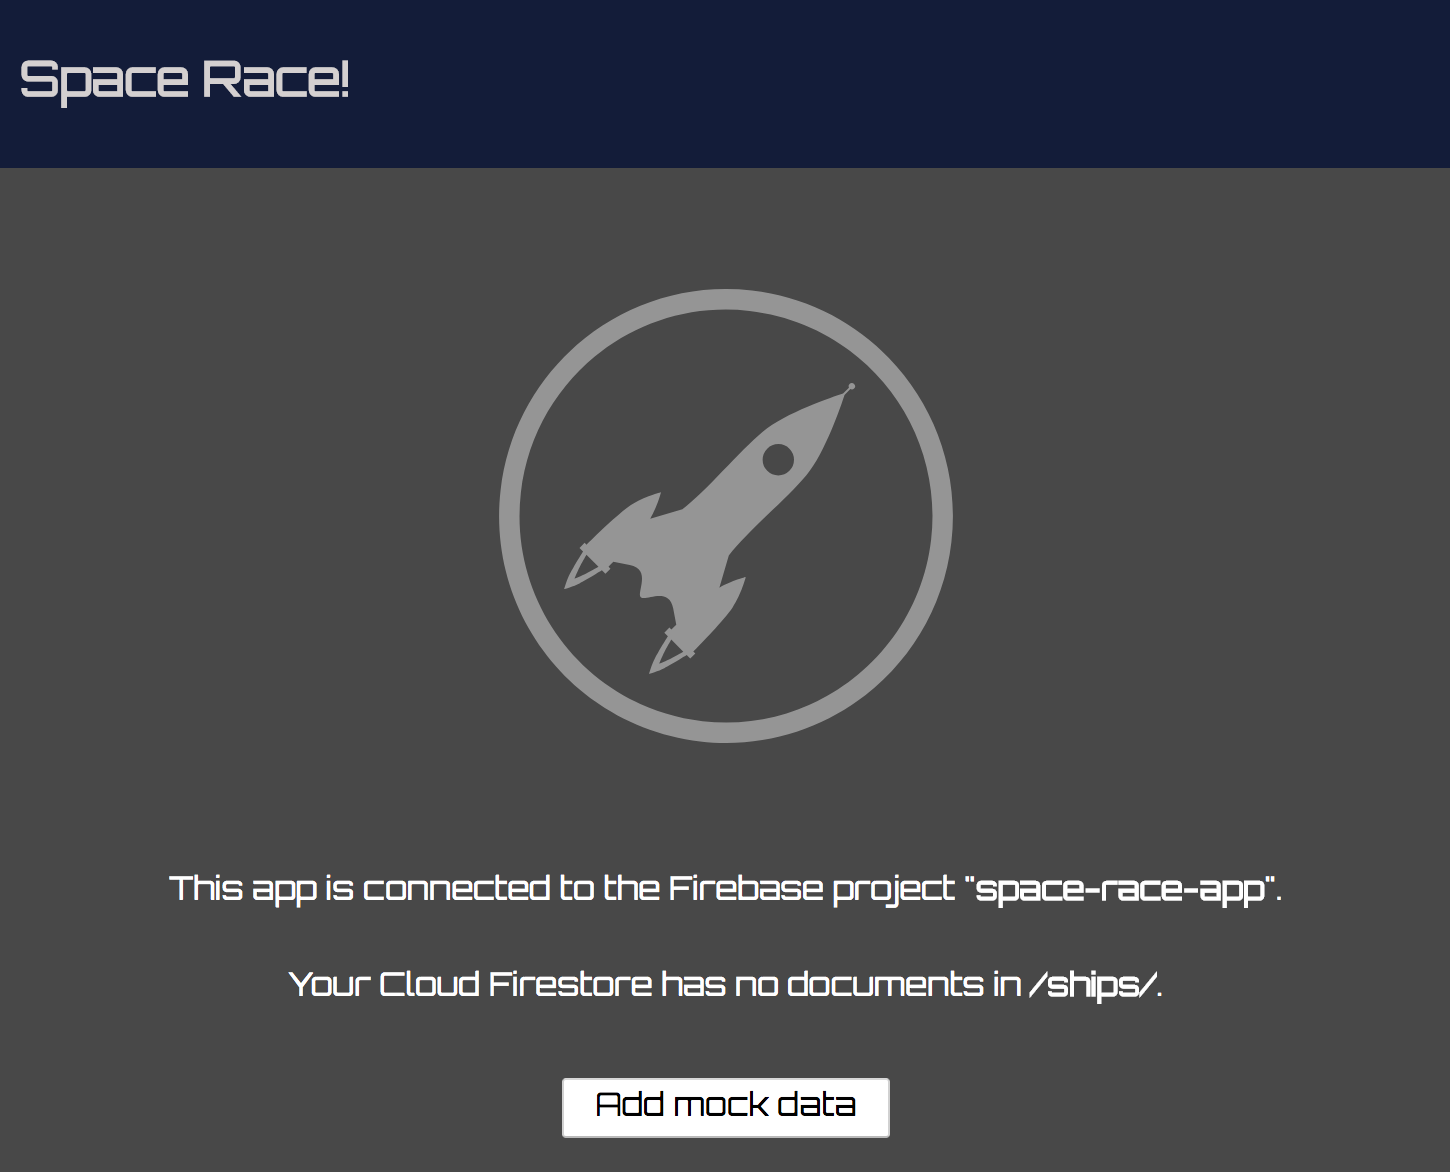 Space Race!
This app is connected to the Firebase project "space-race-app".
Your Cloud Firestore has no documents in /ships/.
Add mock data